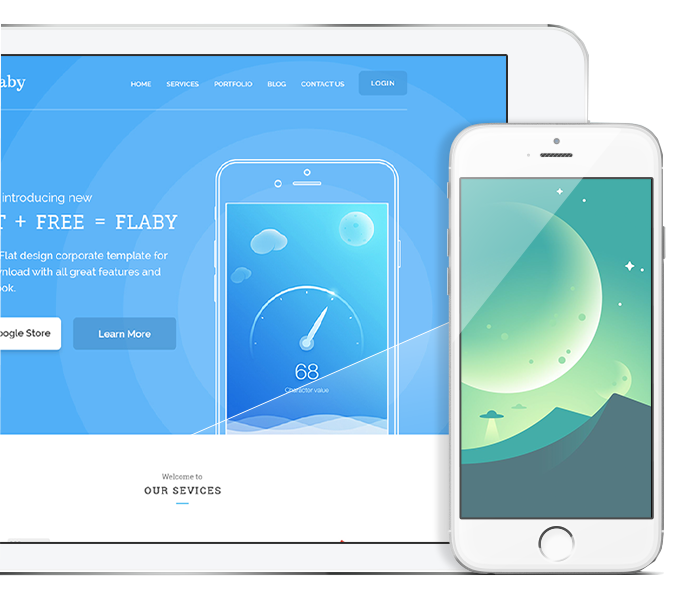 aby
HOME SERVICES PORTFOLIO BLOG CONTACT US LOGIN
introducing new
T + FREE = FLABY
Flat design corporate template for
wnload with all great features and
ok.
oogle Store Learn More
68
Character value
Welcome to
OUR SEVICES